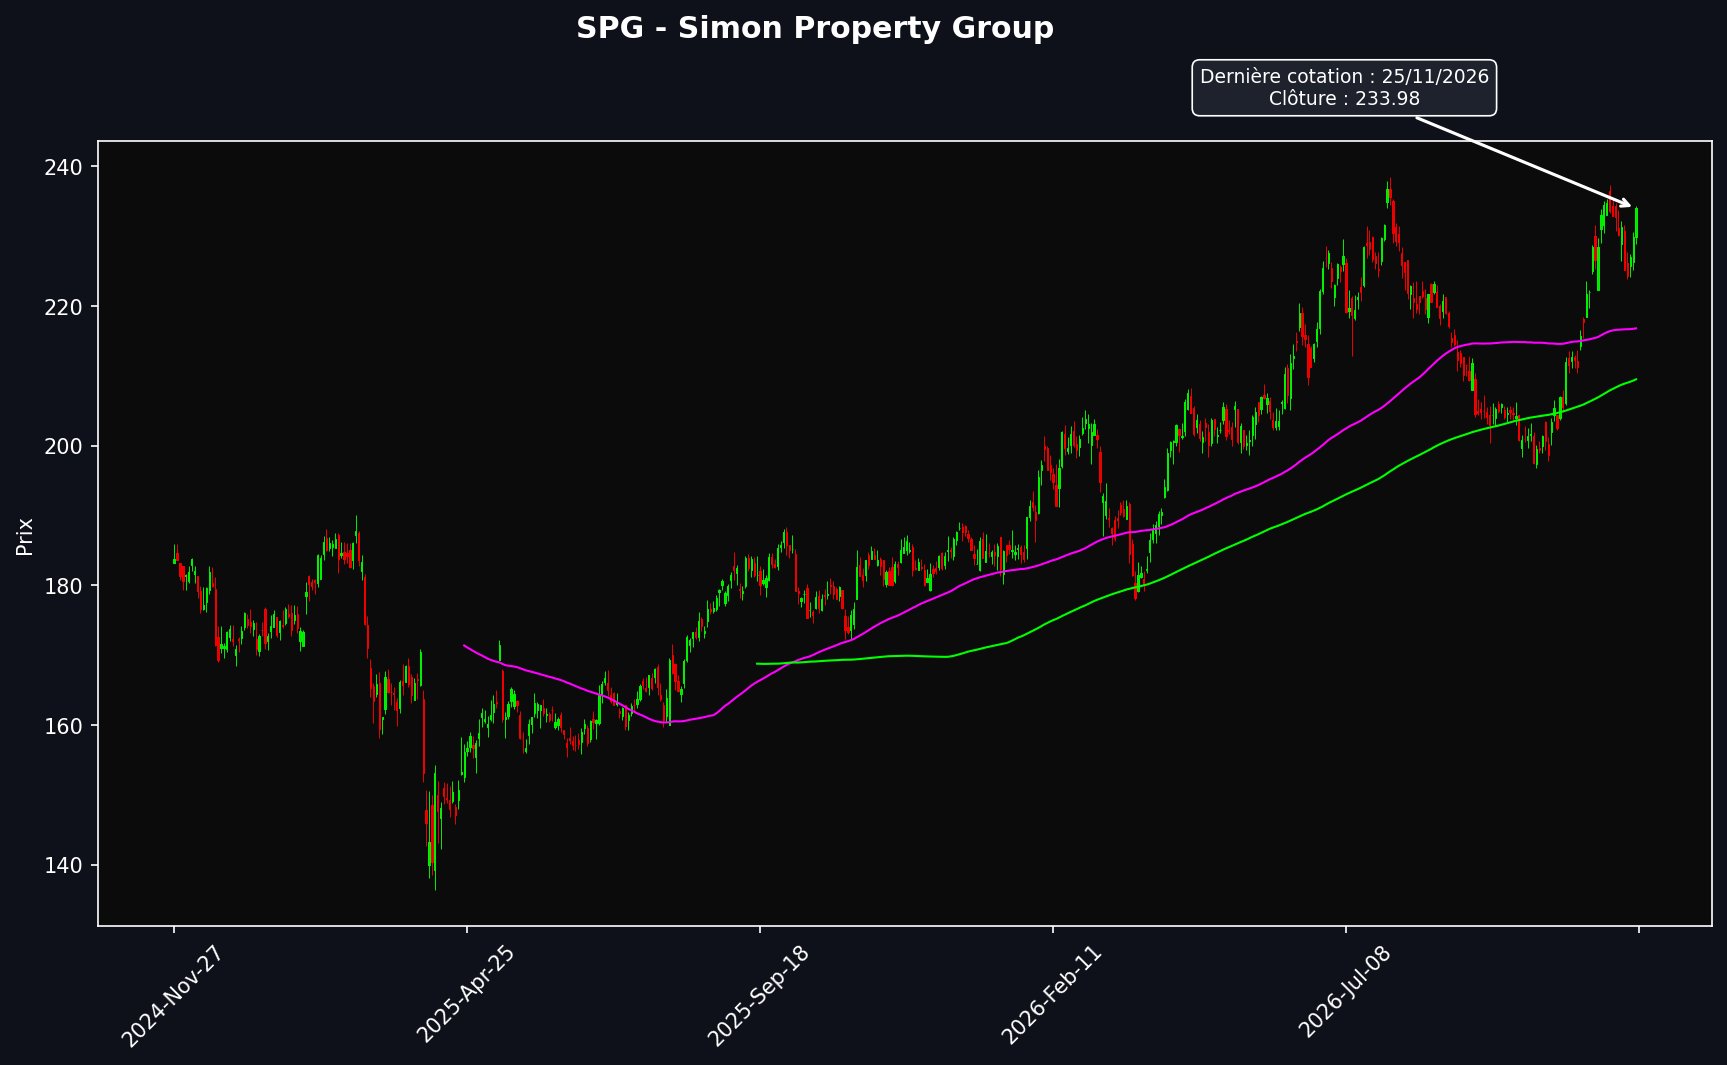 SPG - Simon Property Group
Dernière cotation : 25/11/2026
Clôture : 233.98
240
220
200
180
160
140
Prix
2024-Nov-27
2025-Apr-25
2025-Sep-18
2026-Feb-11
2026-Jul-08